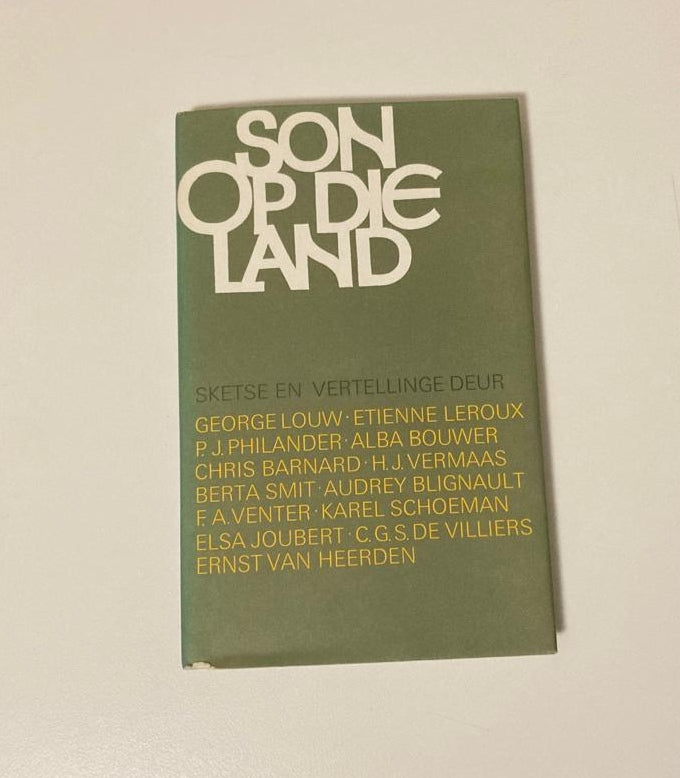 SON
OP DIE
LAND
SKETSE EN VERTELLINGE DEUR
GEORGE LOUW · ETIENNE LEROUX
P. J. PHILANDER · ALBA BOUWER
CHRIS BARNARD · H. J. VERMAAS
BERTA SMIT · AUDREY BLIGNAULT
F. A. VENTER · KAREL SCHOEMAN
ELSA JOUBERT · C. G. S. DE VILLIERS
ERNST VAN HEERDEN